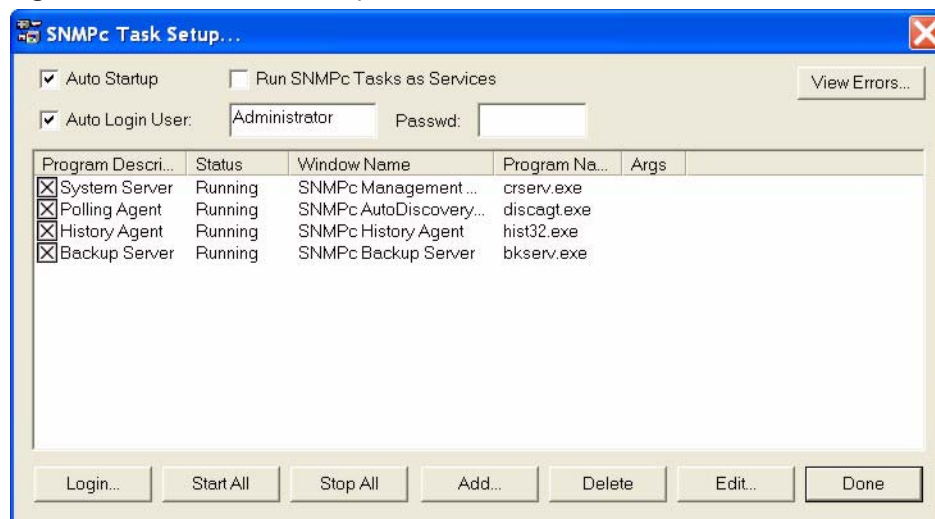 SNMPc Task Setup...
Auto Startup Run SNMPc Tasks as Services View Errors...
Auto Login User: Administrator Passwd:
Program Descri... Status Window Name Program Na... Args
System Server Running SNMPc Management ... crserv.exe
Polling Agent Running SNMPc AutoDiscovery... discagt.exe
History Agent Running SNMPc History Agent hist32.exe
Backup Server Running SNMPc Backup Server bkserv.exe
Login... Start All Stop All Add... Delete Edit... Done